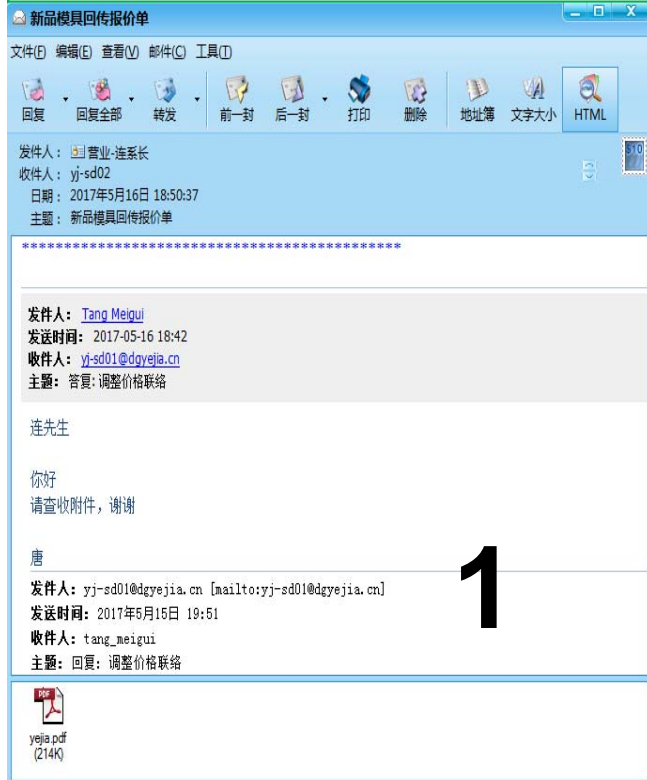 新品模具回传报价单
文件(F) 编辑(E) 查看(V) 邮件(C) 工具(T)
回复 回复全部 转发 前一封 后一封 打印 删除 地址簿 文字大小 HTML
发件人： 营业-连系长
收件人： yj-sd02
日期： 2017年5月16日 18:50:37
主题： 新品模具回传报价单
510
*********************************************
发件人： Tang Meigui
发送时间： 2017-05-16 18:42
收件人： yj-sd01@dgyejia.cn
主题： 答复: 调整价格联络
连先生
你好
请查收附件，谢谢
唐
发件人: yj-sd01@dgyejia.cn [mailto:yj-sd01@dgyejia.cn]
发送时间: 2017年5月15日 19:51
收件人: tang_meigui
主题: 回复: 调整价格联络
1
PDF
yejia.pdf
(214K)